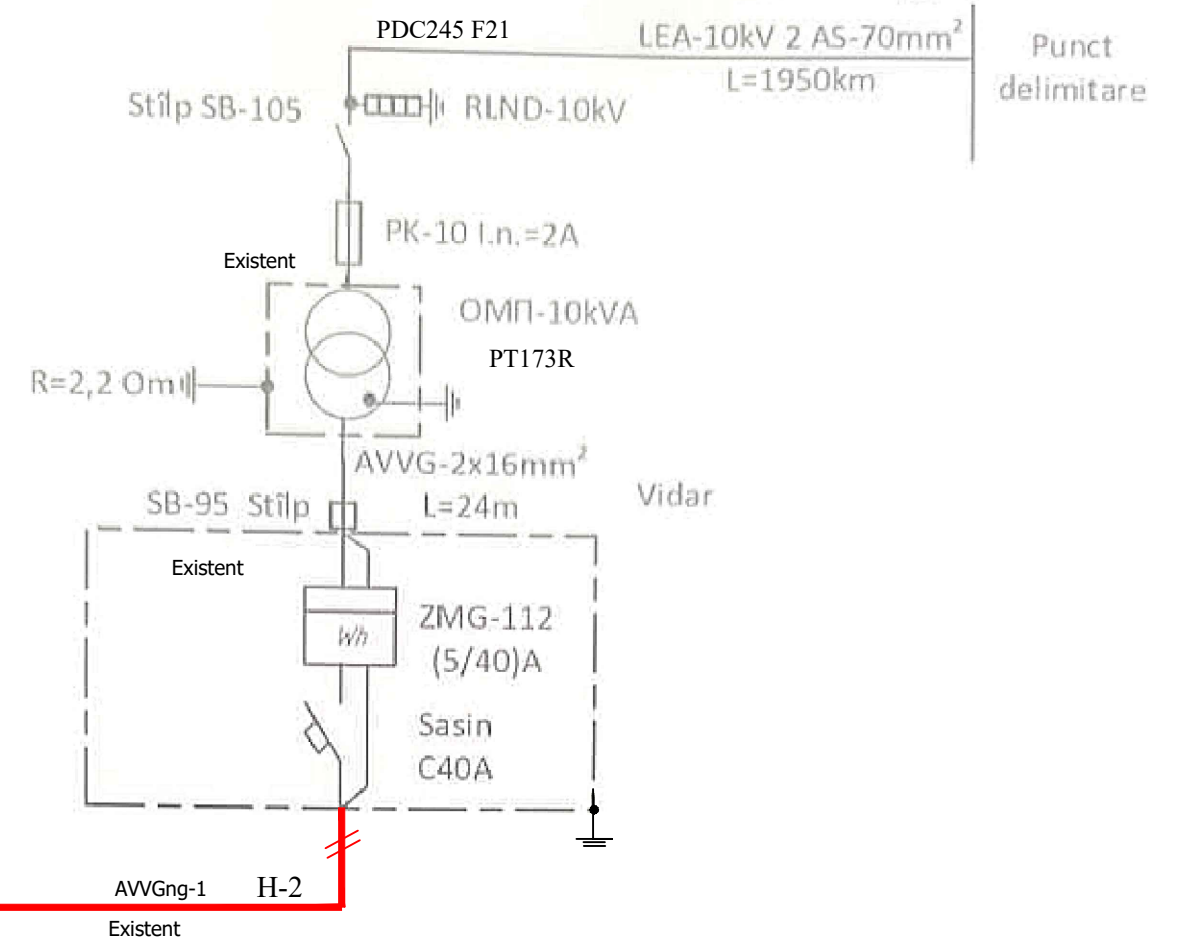 PDC245 F21
LEA-10kV 2 AS-70mm²
L=1950km
Punct
delimitare
Stîlp SB-105
RLND-10kV
PK-10 I.n.=2A
Existent
ОМП-10kVA
PT173R
R=2,2 Om
AVVG-2x16mm²
SB-95 Stîlp
L=24m
Vidar
Existent
ZMG-112
Wh
(5/40)A
Sasin
C40A
AVVGng-1
H-2
Existent